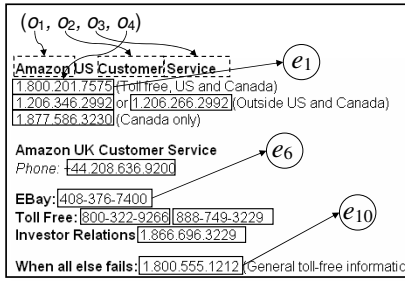 (o1, o2, o3, o4)
Amazon US Customer Service
1.800.201.7575 (Toll free, US and Canada)
e1
1.206.346.2992 or 1.206.266.2992 (Outside US and Canada)
1.877.586.3230 (Canada only)
Amazon UK Customer Service
Phone: +44.208.636.9200
e6
EBay: 408-376-7400
Toll Free: 800-322-9266 888-749-3229
e10
Investor Relations 1.866.696.3229
When all else fails: 1.800.555.1212 (General toll-free informatio